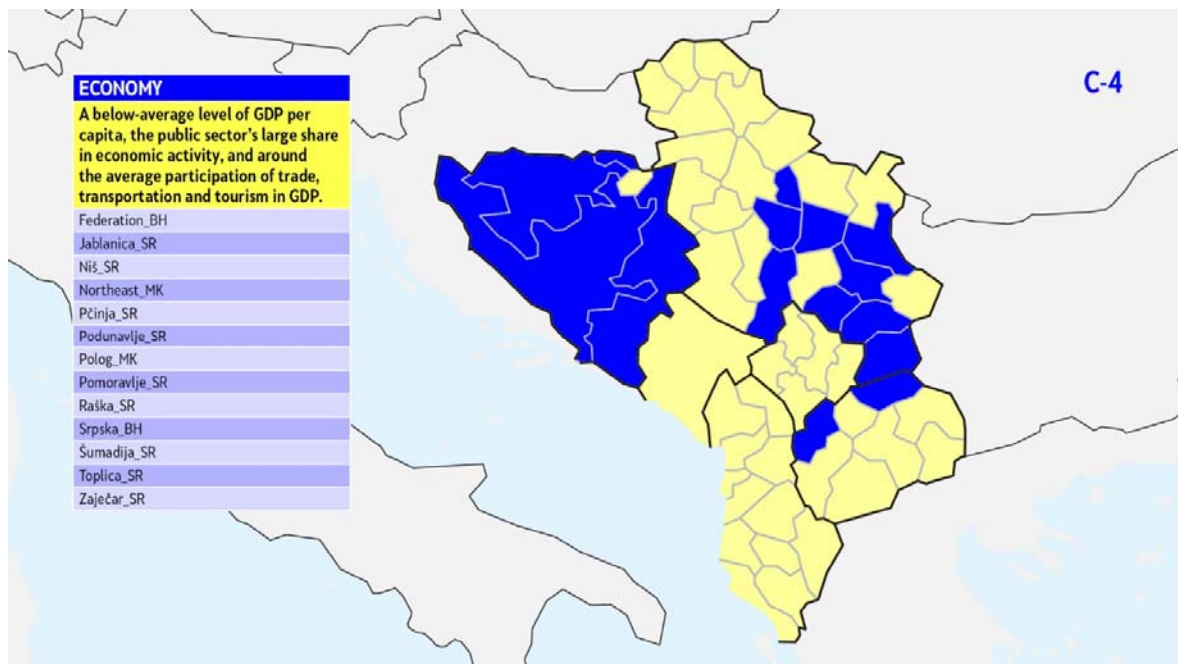 ECONOMY
A below-average level of GDP per
capita, the public sector's large share
in economic activity, and around
the average participation of trade,
transportation and tourism in GDP.
Federation_BH
Jablanica_SR
Niš_SR
Northeast_MK
Pčinja_SR
Podunavlje_SR
Polog_MK
Pomoravlje_SR
Raška_SR
Srpska_BH
Šumadija_SR
Toplica_SR
Zaječar_SR
C-4